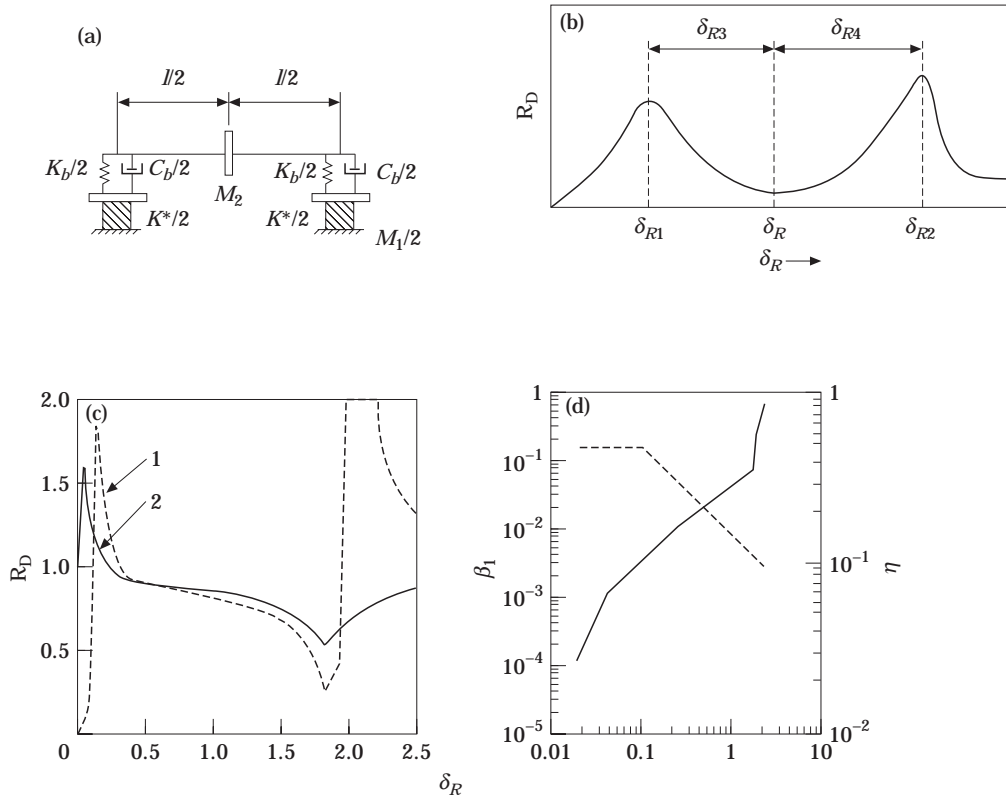 (a)
l/2 l/2
K_b/2 C_b/2 K_b/2 C_b/2
M_2
K*/2 K*/2
M_1/2
(b)
δ_R3 δ_R4
R_D
δ_R1 δ_R δ_R2
δ_R
(c)
2.0
1.5
1.0
0.5
R_D
1
2
0 0.5 1.0 1.5 2.0 2.5
δ_R
(d)
1
10^-1
10^-2
10^-3
10^-4
10^-5
β_1
1
10^-1
10^-2
η
0.01 0.1 1 10